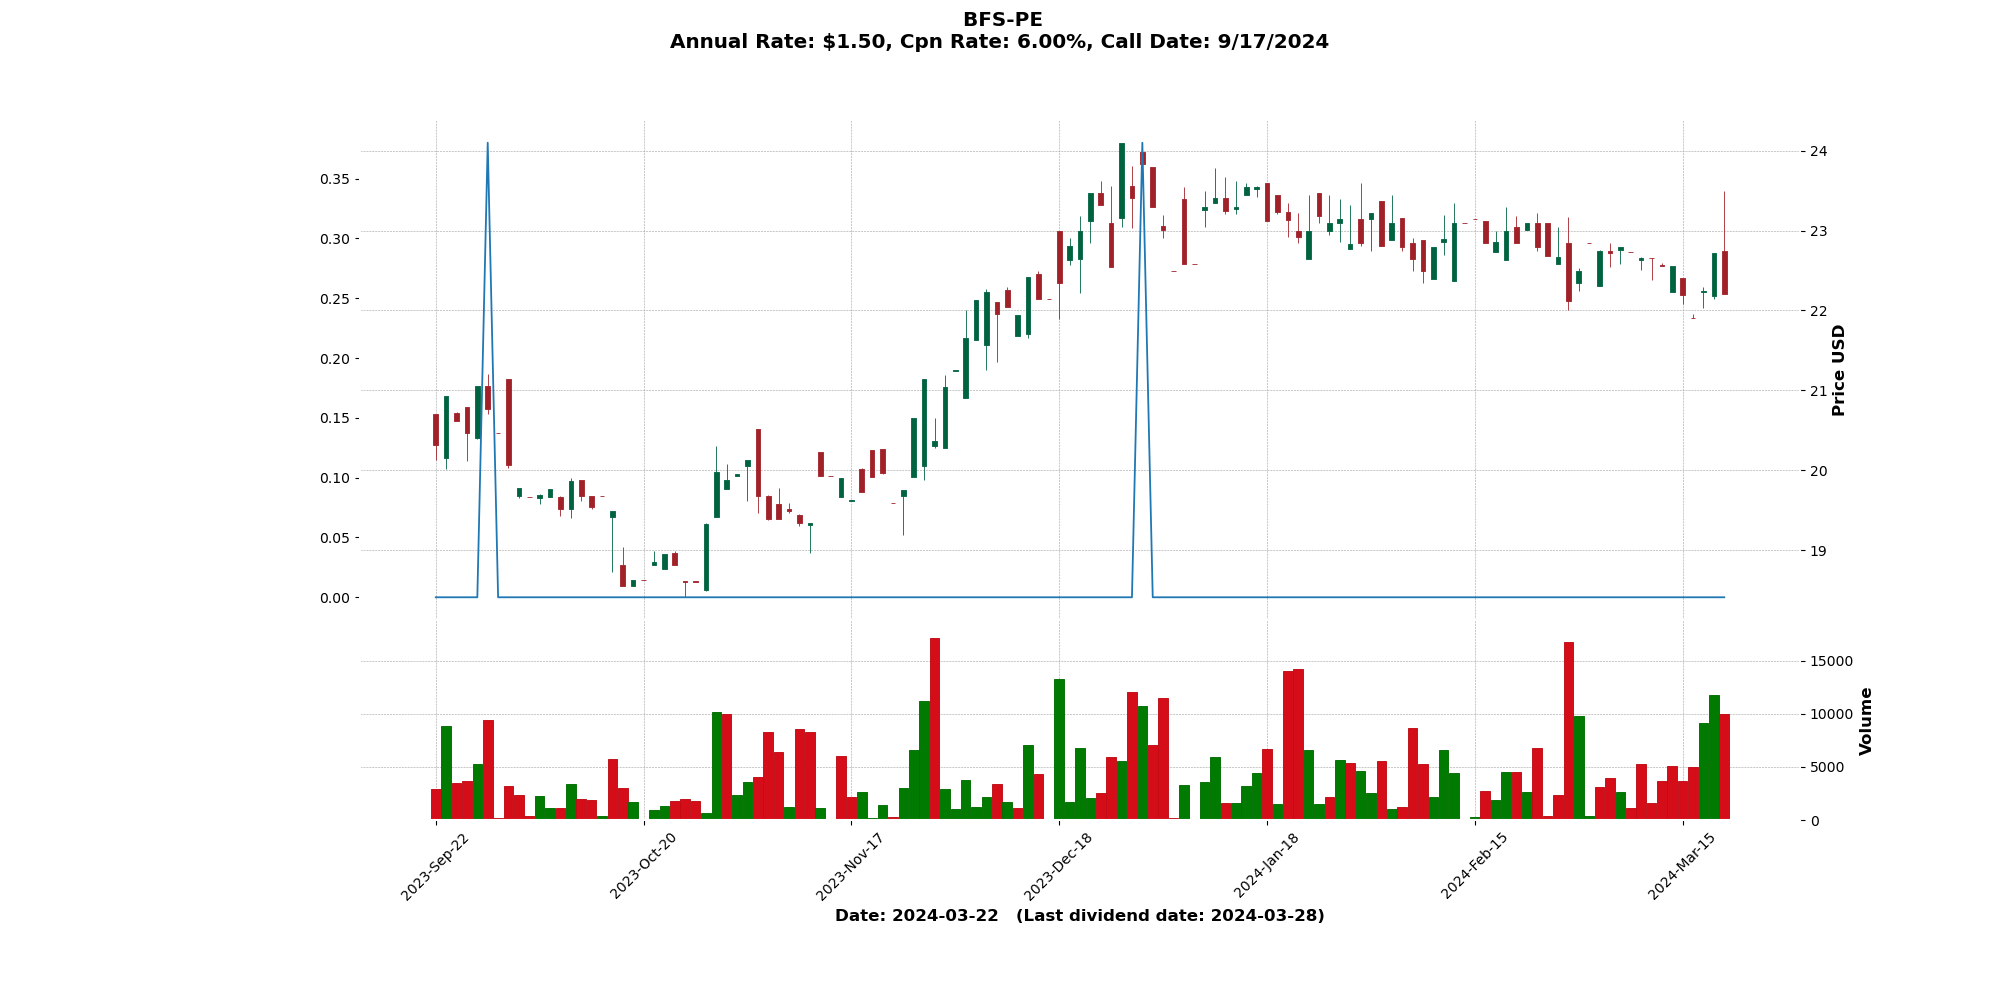 BFS-PE
Annual Rate: $1.50, Cpn Rate: 6.00%, Call Date: 9/17/2024
0.35
0.30
0.25
0.20
0.15
0.10
0.05
0.00
24
23
22
21
20
19
Price USD
15000
10000
5000
0
Volume
2023-Sep-22
2023-Oct-20
2023-Nov-17
2023-Dec-18
2024-Jan-18
2024-Feb-15
2024-Mar-15
Date: 2024-03-22 (Last dividend date: 2024-03-28)